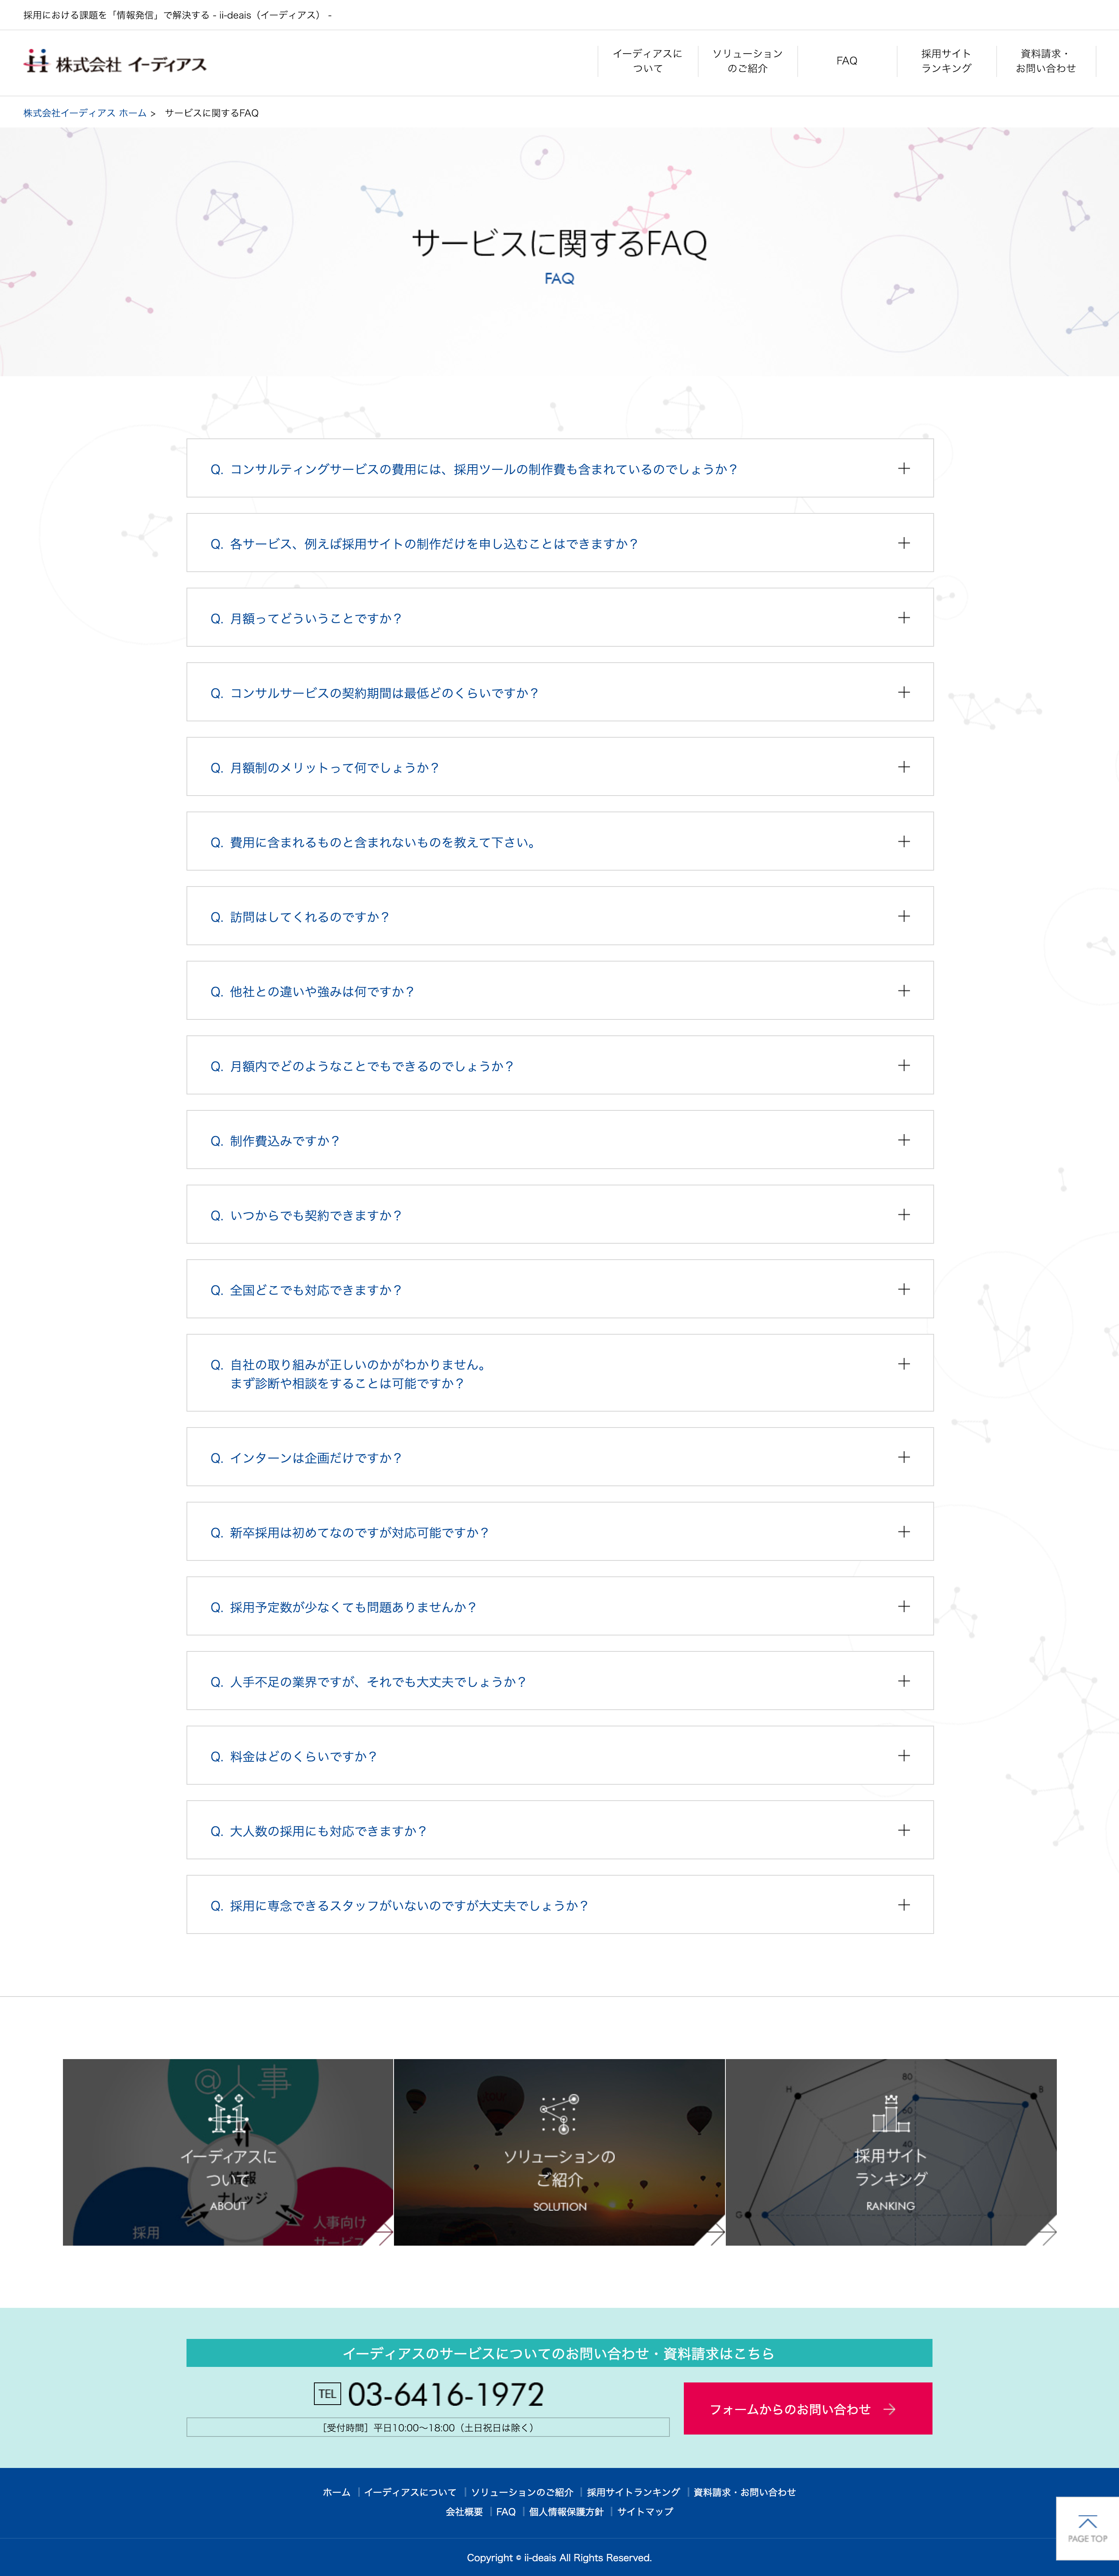 採用における課題を「情報発信」で解決する - ii-deais（イーディアス） -
株式会社 イーディアス
イーディアスに
ついて
ソリューション
のご紹介
FAQ
採用サイト
ランキング
資料請求・
お問い合わせ
株式会社イーディアス ホーム > サービスに関するFAQ
サービスに関するFAQ
FAQ
Q. コンサルティングサービスの費用には、採用ツールの制作費も含まれているのでしょうか？
Q. 各サービス、例えば採用サイトの制作だけを申し込むことはできますか？
Q. 月額ってどういうことですか？
Q. コンサルサービスの契約期間は最低どのくらいですか？
Q. 月額制のメリットって何でしょうか？
Q. 費用に含まれるものと含まれないものを教えて下さい。
Q. 訪問はしてくれるのですか？
Q. 他社との違いや強みは何ですか？
Q. 月額内でどのようなことでもできるのでしょうか？
Q. 制作費込みですか？
Q. いつからでも契約できますか？
Q. 全国どこでも対応できますか？
Q. 自社の取り組みが正しいのかがわかりません。
まず診断や相談をすることは可能ですか？
Q. インターンは企画だけですか？
Q. 新卒採用は初めてなのですが対応可能ですか？
Q. 採用予定数が少なくても問題ありませんか？
Q. 人手不足の業界ですが、それでも大丈夫でしょうか？
Q. 料金はどのくらいですか？
Q. 大人数の採用にも対応できますか？
Q. 採用に専念できるスタッフがいないのですが大丈夫でしょうか？
@人事
イーディアスに
ついて
ABOUT
情報
ナレッジ
採用
人事向け
サービス
ソリューションの
ご紹介
SOLUTION
80
H
B
60
40
G
採用サイト
ランキング
RANKING
イーディアスのサービスについてのお問い合わせ・資料請求はこちら
TEL 03-6416-1972
［受付時間］平日10:00〜18:00（土日祝日は除く）
フォームからのお問い合わせ
ホーム | イーディアスについて | ソリューションのご紹介 | 採用サイトランキング | 資料請求・お問い合わせ
会社概要 | FAQ | 個人情報保護方針 | サイトマップ
PAGE TOP
Copyright © ii-deais All Rights Reserved.